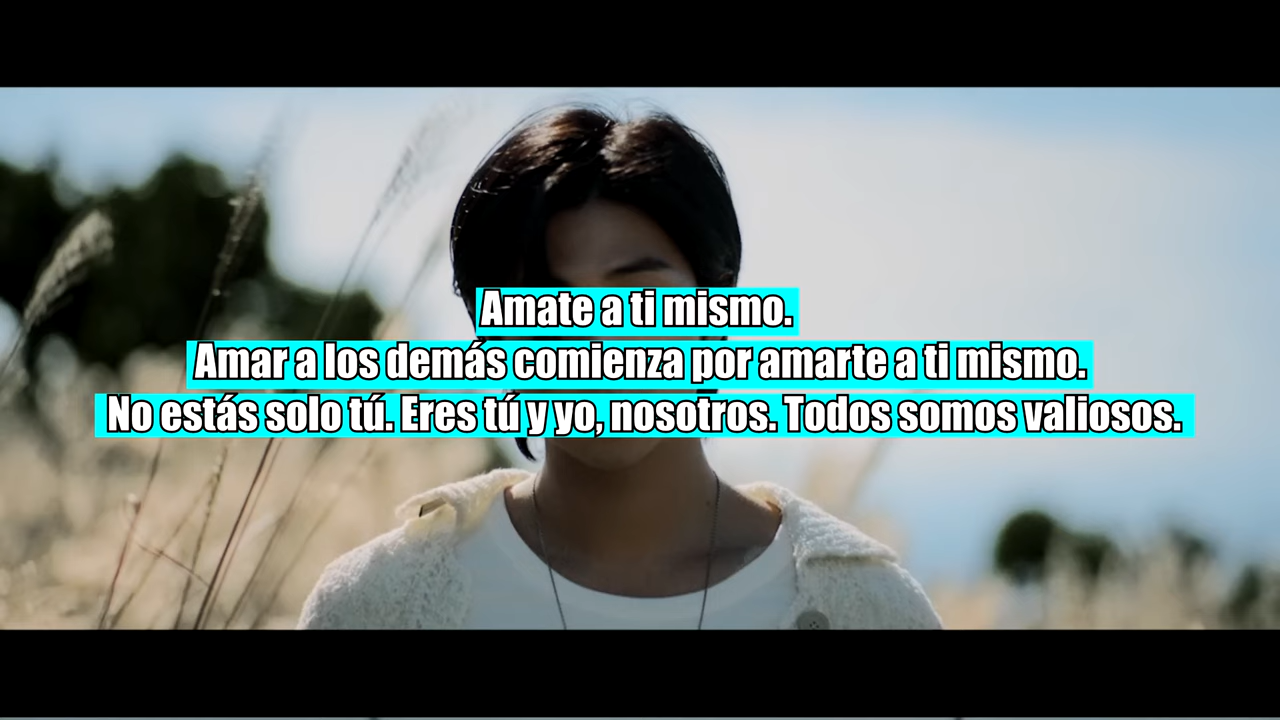 Amate a ti mismo.
Amar a los demás comienza por amarte a ti mismo.
No estás solo tú. Eres tú y yo, nosotros. Todos somos valiosos.